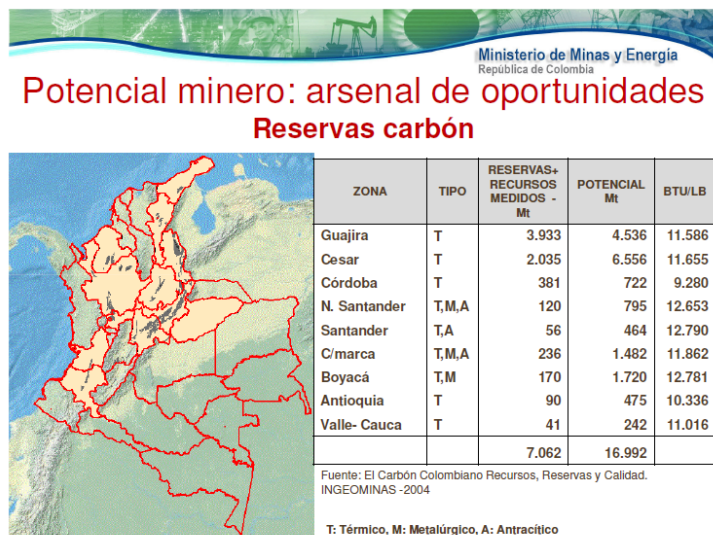 Ministerio de Minas y Energía
República de Colombia
Potencial minero: arsenal de oportunidades
Reservas carbón
ZONA TIPO RESERVAS+ RECURSOS MEDIDOS - Mt POTENCIAL Mt BTU/LB
Guajira T 3.933 4.536 11.586
Cesar T 2.035 6.556 11.655
Córdoba T 381 722 9.280
N. Santander T,M,A 120 795 12.653
Santander T,A 56 464 12.790
C/marca T,M,A 236 1.482 11.862
Boyacá T,M 170 1.720 12.781
Antioquia T 90 475 10.336
Valle- Cauca T 41 242 11.016
7.062 16.992
Fuente: El Carbón Colombiano Recursos, Reservas y Calidad.
INGEOMINAS -2004
T: Térmico, M: Metalúrgico, A: Antracítico